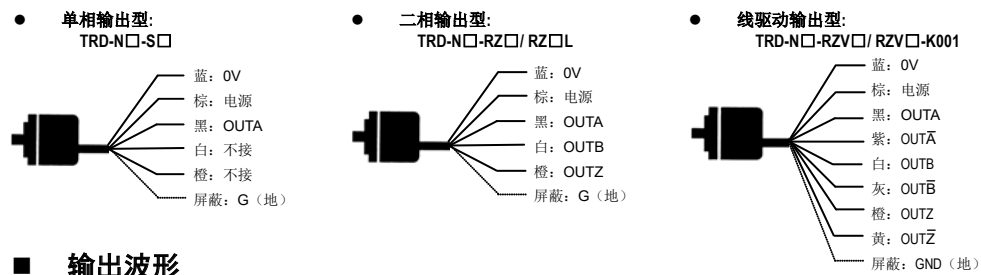 ● 单相输出型:
TRD-N□-S□
蓝：0V
棕：电源
黑：OUTA
白：不接
橙：不接
屏蔽：G（地）
● 二相输出型:
TRD-N□-RZ□/ RZ□L
蓝：0V
棕：电源
黑：OUTA
白：OUTB
橙：OUTZ
屏蔽：G（地）
● 线驱动输出型:
TRD-N□-RZV□/ RZV□-K001
蓝：0V
棕：电源
黑：OUTA
紫：OUTA̅
白：OUTB
灰：OUTB̅
橙：OUTZ
黄：OUTZ̅
屏蔽：GND（地）
■ 输出波形